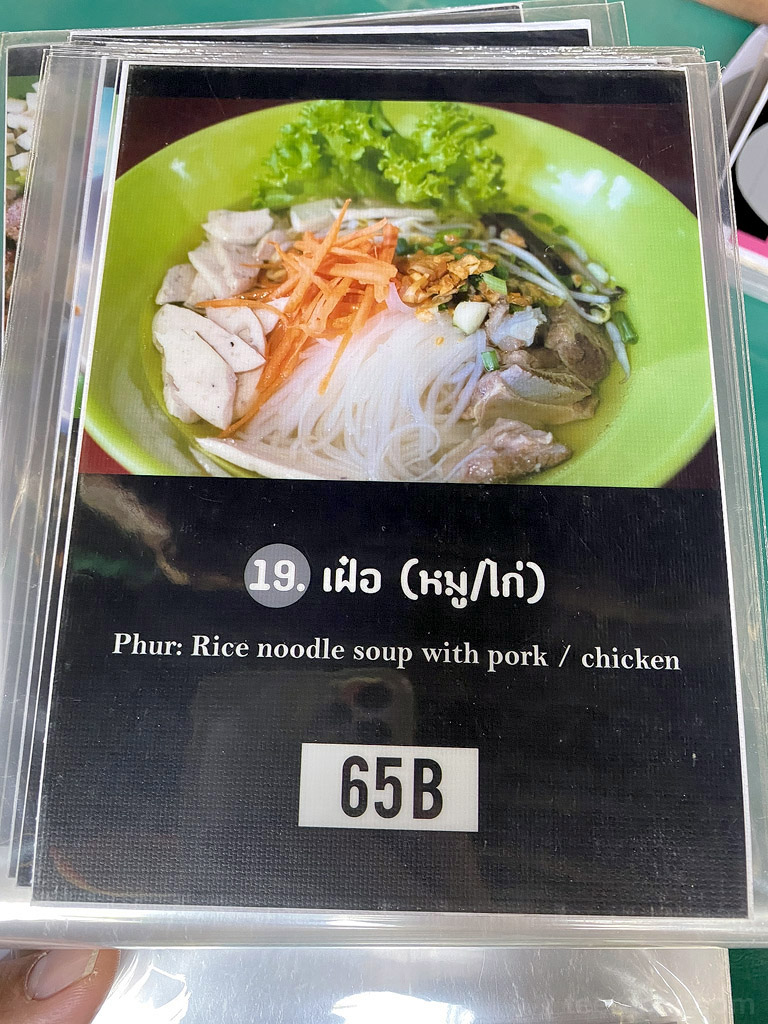 19. เฝ๋อ (หมู/ไก่)
Phur: Rice noodle soup with pork / chicken
65B